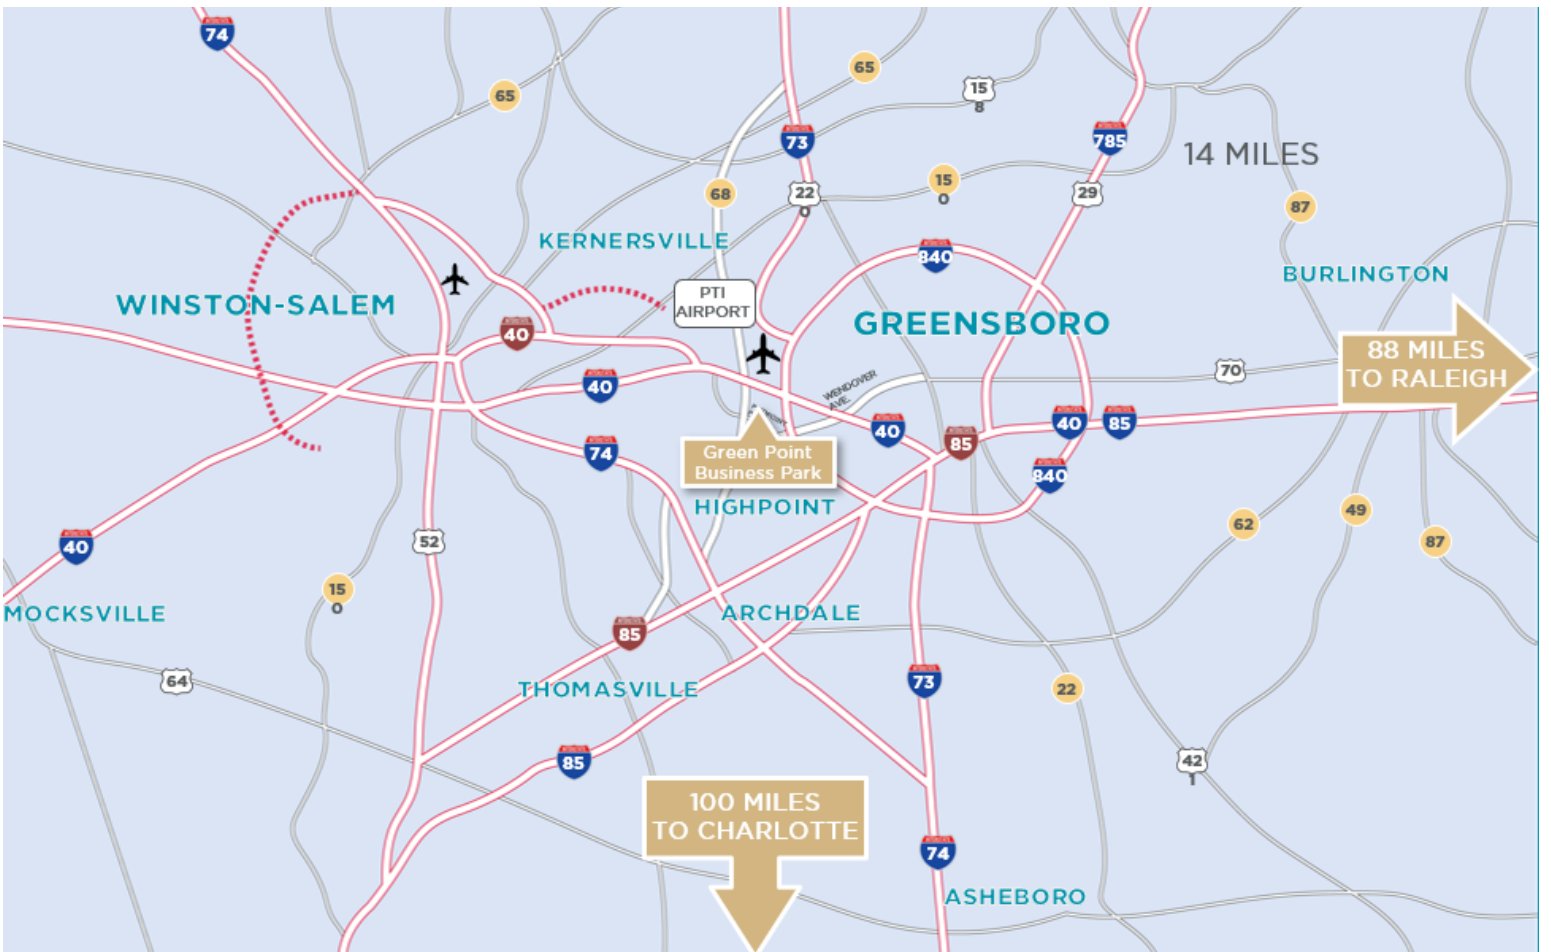 74
65
65
15
8
73
785
14 MILES
68
22
0
15
0
29
87
KERNERSVILLE
840
BURLINGTON
WINSTON-SALEM
PTI
AIRPORT
GREENSBORO
40
88 MILES
TO RALEIGH
70
40
WENDOVER
AVE.
40
85
40
85
74
Green Point
Business Park
840
HIGHPOINT
62
49
87
52
40
15
0
MOCKSVILLE
ARCHDALE
85
64
THOMASVILLE
73
22
85
42
1
100 MILES
TO CHARLOTTE
74
ASHEBORO